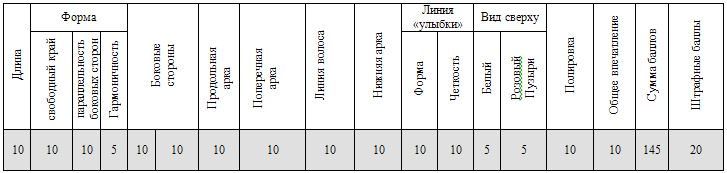 Длина
Форма
свободный край
параллельность
боковых сторон
Гармоничность
Боковые
стороны
Продольная
арка
Поперечная
арка
Линия волоса
Нижняя арка
Линия
«улыбки»
Форма
Четкость
Вид сверху
Белый
Розовый
Пузыри
Полировка
Общее впечатление
Сумма баллов
Штрафные баллы
10 10 10 5 10 10 10 10 10 10 10 10 5 5 10 10 145 20